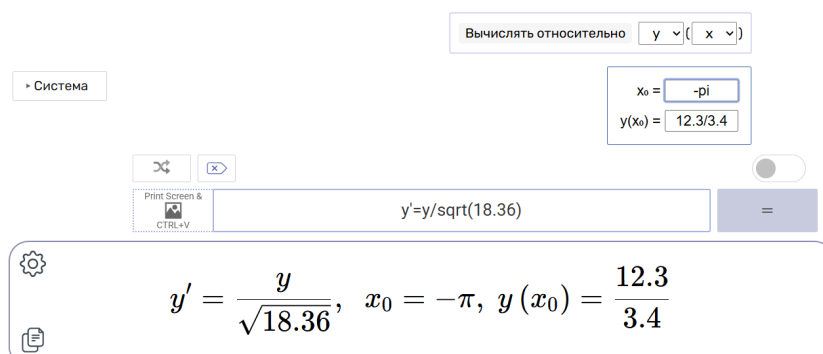 Вычислять относительно y ( x )
▸ Система
x₀ = -pi
y(x₀) = 12.3/3.4
Print Screen &
CTRL+V
y'=y/sqrt(18.36)
=
y′ = y/√18.36, x₀ = −π, y (x₀) = 12.3/3.4